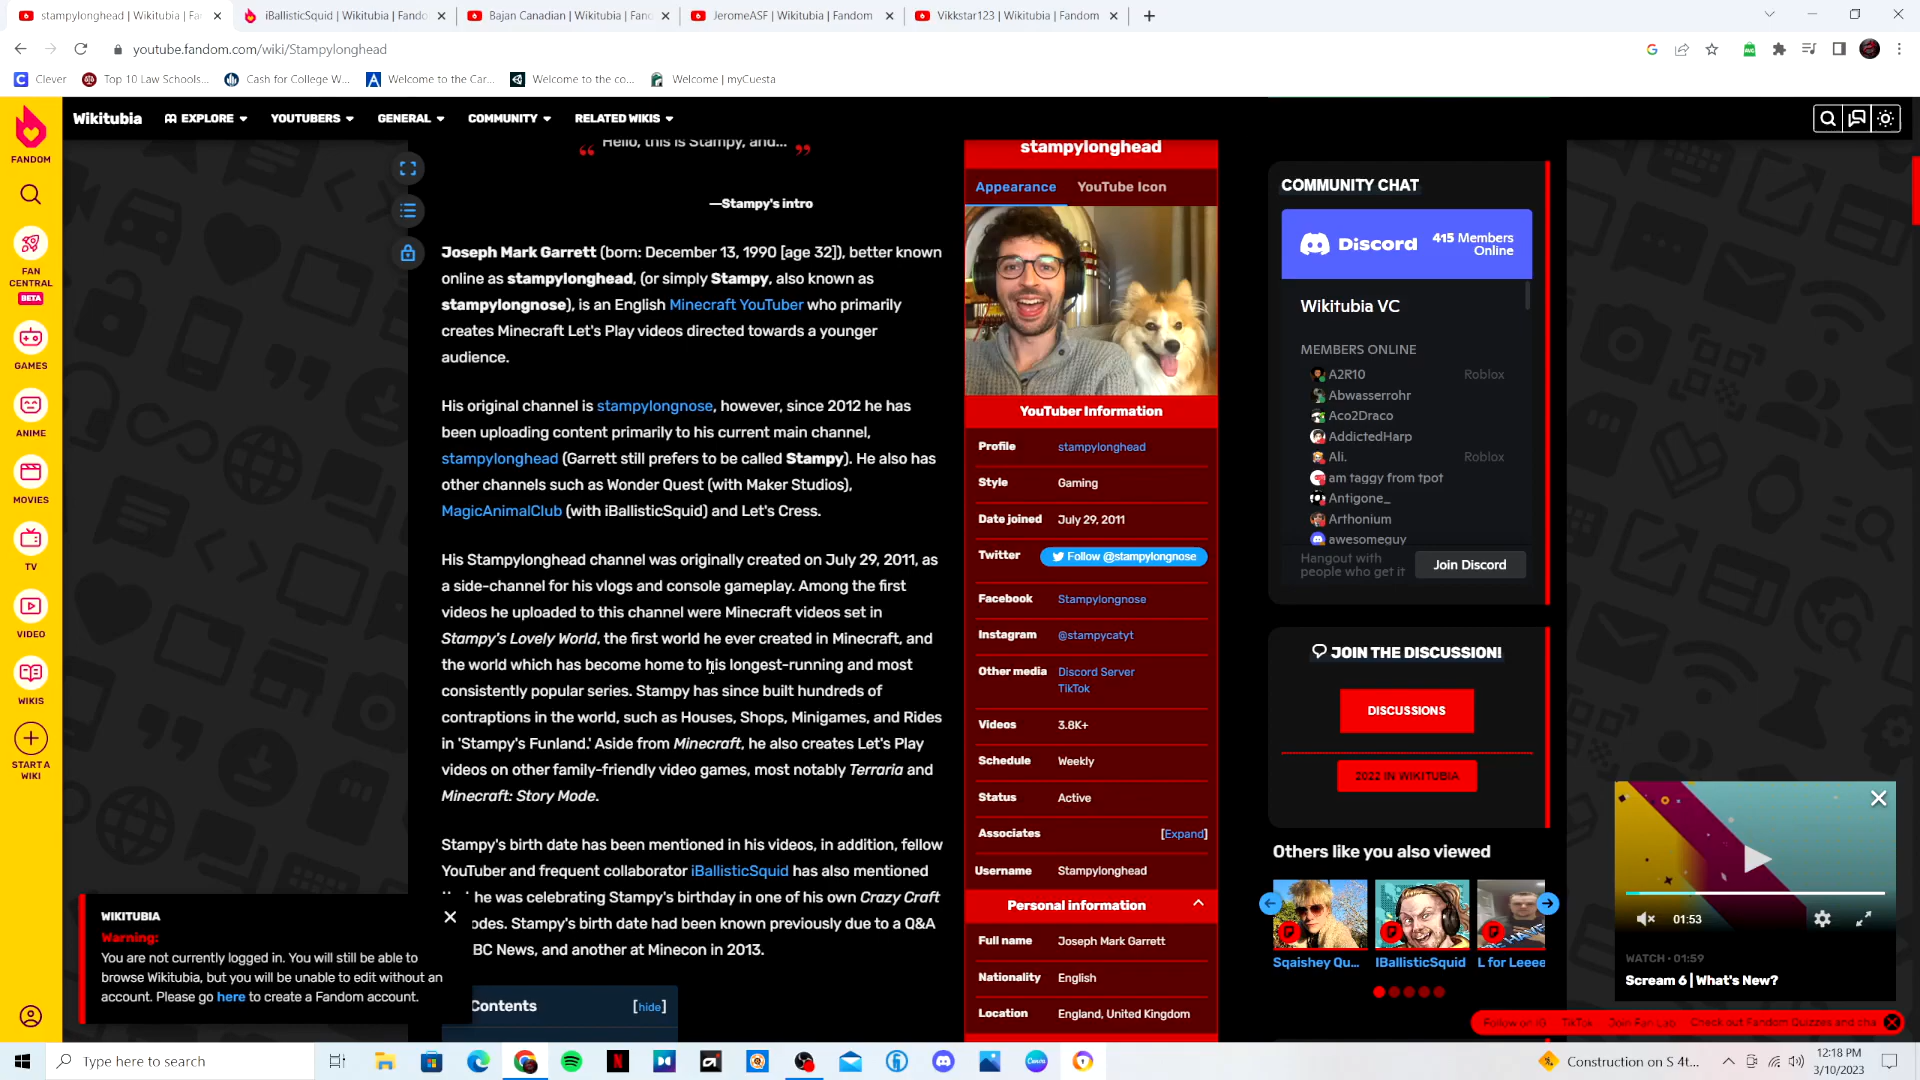 stampylonghead | Wikitubia | Fa
iBallisticSquid | Wikitubia | Fando
Bajan Canadian | Wikitubia | Fand
JeromeASF | Wikitubia | Fandom
Vikkstar123 | Wikitubia | Fandom
youtube.fandom.com/wiki/Stampylonghead
Clever
Top 10 Law Schools...
Cash for College W...
Welcome to the Car...
Welcome to the co...
Welcome | myCuesta
FANDOM
FAN CENTRAL
BETA
GAMES
ANIME
MOVIES
TV
VIDEO
WIKIS
START A WIKI
Wikitubia
EXPLORE
YOUTUBERS
GENERAL
COMMUNITY
RELATED WIKIS
Hello, this is Stampy, and...
—Stampy's intro
Joseph Mark Garrett (born: December 13, 1990 [age 32]), better known
online as stampylonghead, (or simply Stampy, also known as
stampylongnose), is an English Minecraft YouTuber who primarily
creates Minecraft Let's Play videos directed towards a younger
audience.
His original channel is stampylongnose, however, since 2012 he has
been uploading content primarily to his current main channel,
stampylonghead (Garrett still prefers to be called Stampy). He also has
other channels such as Wonder Quest (with Maker Studios),
MagicAnimalClub (with iBallisticSquid) and Let's Cress.
His Stampylonghead channel was originally created on July 29, 2011, as
a side-channel for his vlogs and console gameplay. Among the first
videos he uploaded to this channel were Minecraft videos set in
Stampy's Lovely World, the first world he ever created in Minecraft, and
the world which has become home to his longest-running and most
consistently popular series. Stampy has since built hundreds of
contraptions in the world, such as Houses, Shops, Minigames, and Rides
in 'Stampy's Funland.' Aside from Minecraft, he also creates Let's Play
videos on other family-friendly video games, most notably Terraria and
Minecraft: Story Mode.
Stampy's birth date has been mentioned in his videos, in addition, fellow
YouTuber and frequent collaborator iBallisticSquid has also mentioned
he was celebrating Stampy's birthday in one of his own Crazy Craft
odes. Stampy's birth date had been known previously due to a Q&A
BC News, and another at Minecon in 2013.
Contents [hide]
WIKITUBIA
Warning:
You are not currently logged in. You will still be able to
browse Wikitubia, but you will be unable to edit without an
account. Please go here to create a Fandom account.
stampylonghead
Appearance
YouTube Icon
YouTuber Information
Profile stampylonghead
Style Gaming
Date joined July 29, 2011
Twitter Follow @stampylongnose
Facebook Stampylongnose
Instagram @stampycatyt
Other media Discord Server
TikTok
Videos 3.8K+
Schedule Weekly
Status Active
Associates [Expand]
Username Stampylonghead
Personal information
Full name Joseph Mark Garrett
Nationality English
Location England, United Kingdom
COMMUNITY CHAT
Discord
415 Members
Online
Wikitubia VC
MEMBERS ONLINE
A2R10 Roblox
Abwasserrohr
Aco2Draco
AddictedHarp
Ali. Roblox
am taggy from tpot
Antigone_
Arthonium
awesomeguy
Hangout with
people who get it
Join Discord
JOIN THE DISCUSSION!
DISCUSSIONS
2022 IN WIKITUBIA
Others like you also viewed
Sqaishey Qu...
IBallisticSquid
L for Leeee
01:53
WATCH • 01:59
Scream 6 | What's New?
Follow on IG TikTok Join Fan Lab Check out Fandom Quizzes and cha
Type here to search
Construction on S 4t...
12:18 PM
3/10/2023